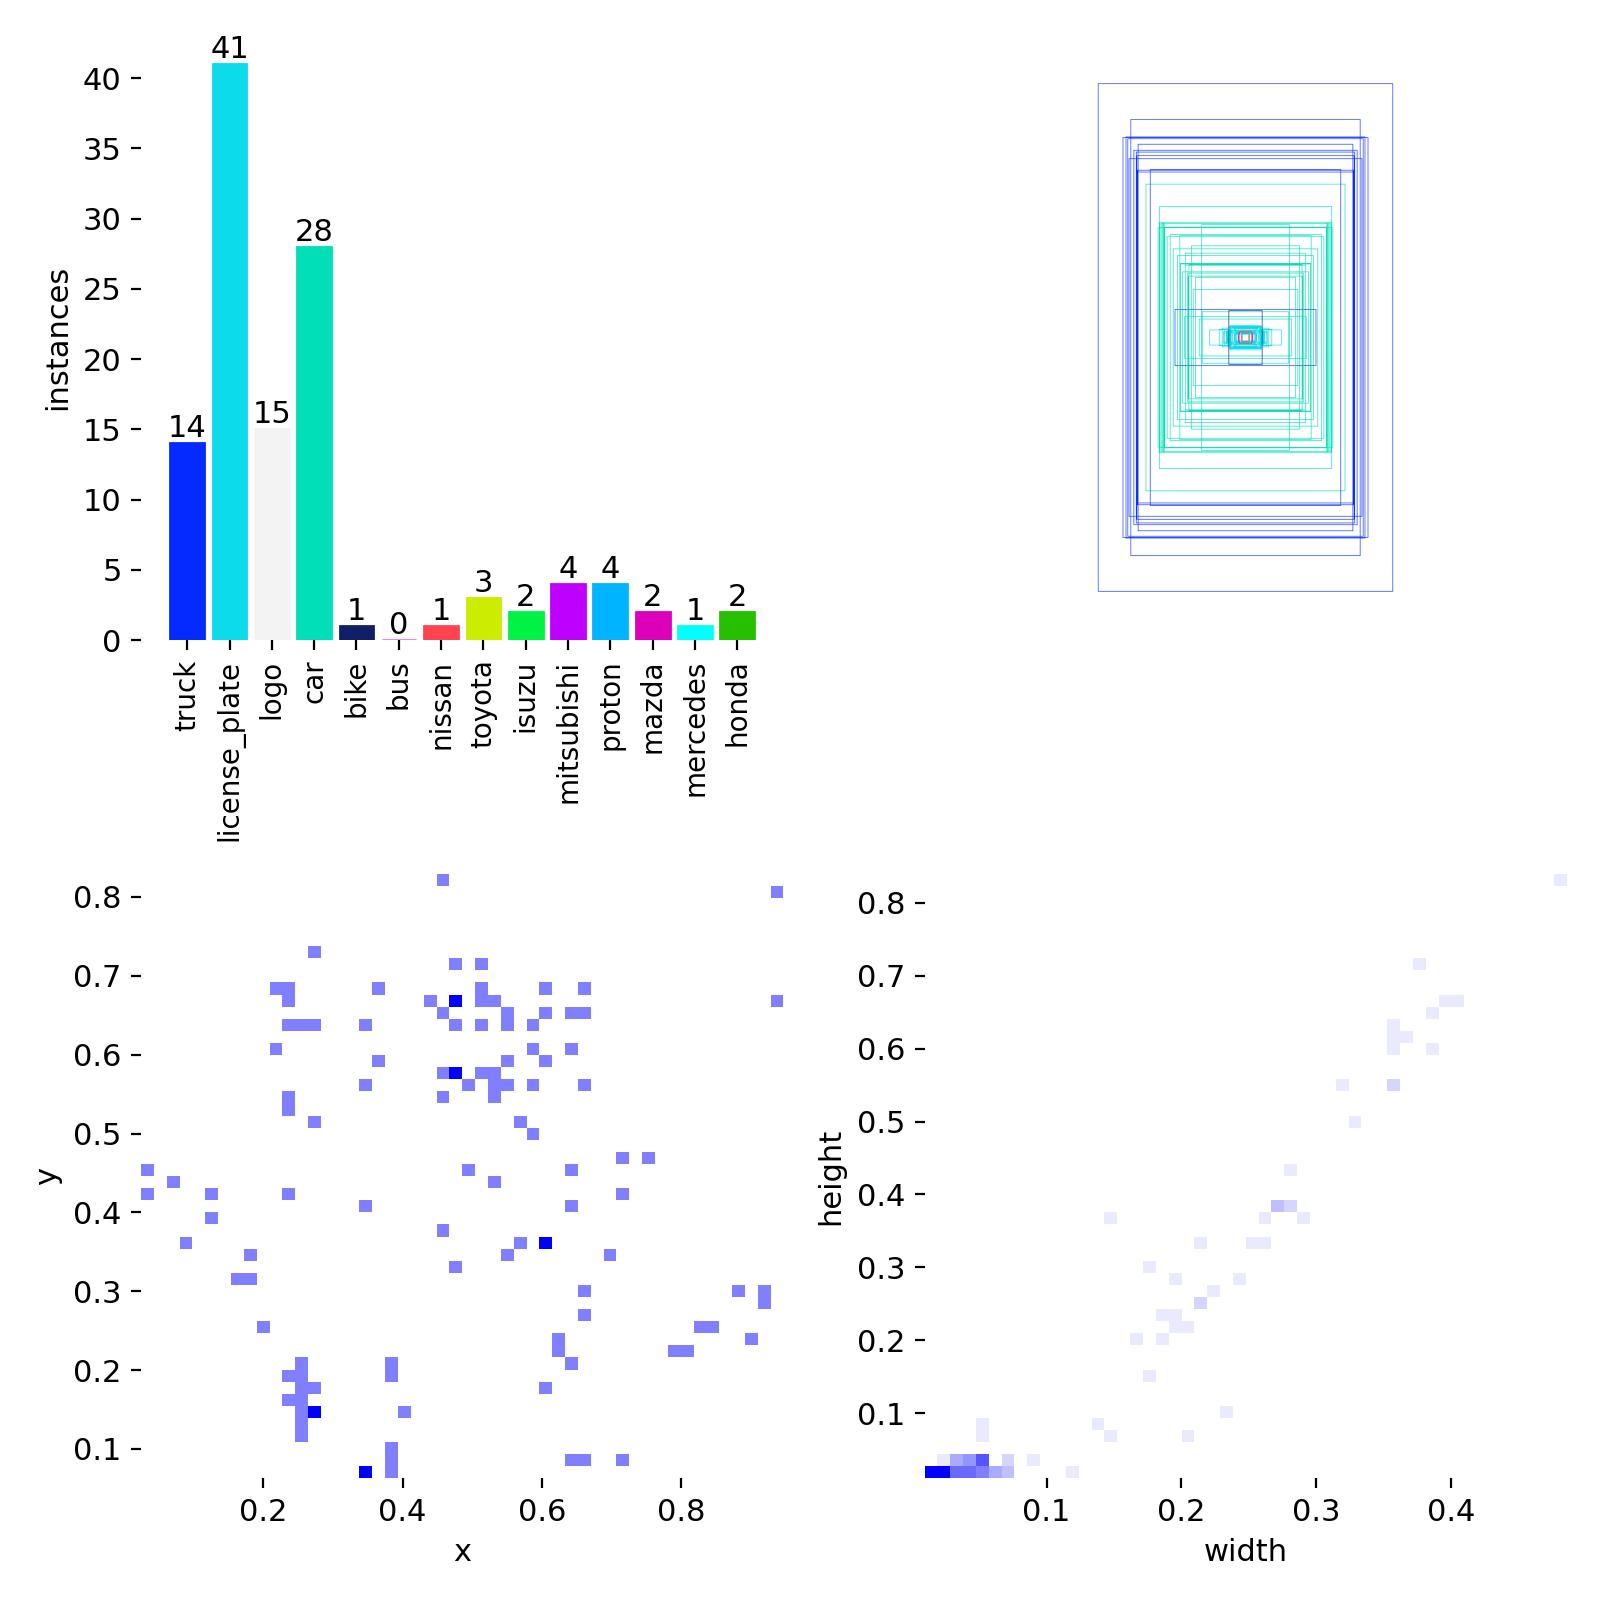 instances
40
35
30
25
20
15
10
5
0
14
41
15
28
1
0
1
3
2
4
4
2
1
2
truck
license_plate
logo
car
bike
bus
nissan
toyota
isuzu
mitsubishi
proton
mazda
mercedes
honda
y
0.8
0.7
0.6
0.5
0.4
0.3
0.2
0.1
0.2 0.4 0.6 0.8
x
height
0.8
0.7
0.6
0.5
0.4
0.3
0.2
0.1
0.1 0.2 0.3 0.4
width